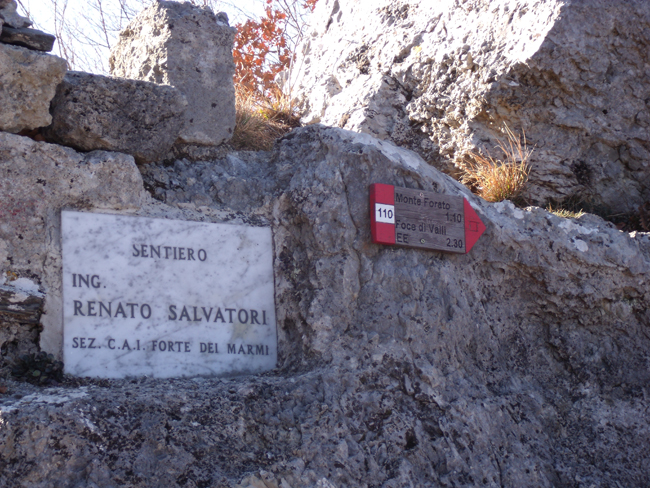 SENTIERO
ING.
RENATO SALVATORI
SEZ. C.A.I. FORTE DEI MARMI
110
Monte Forato 1.10
Foce di Valli
EE 2.30